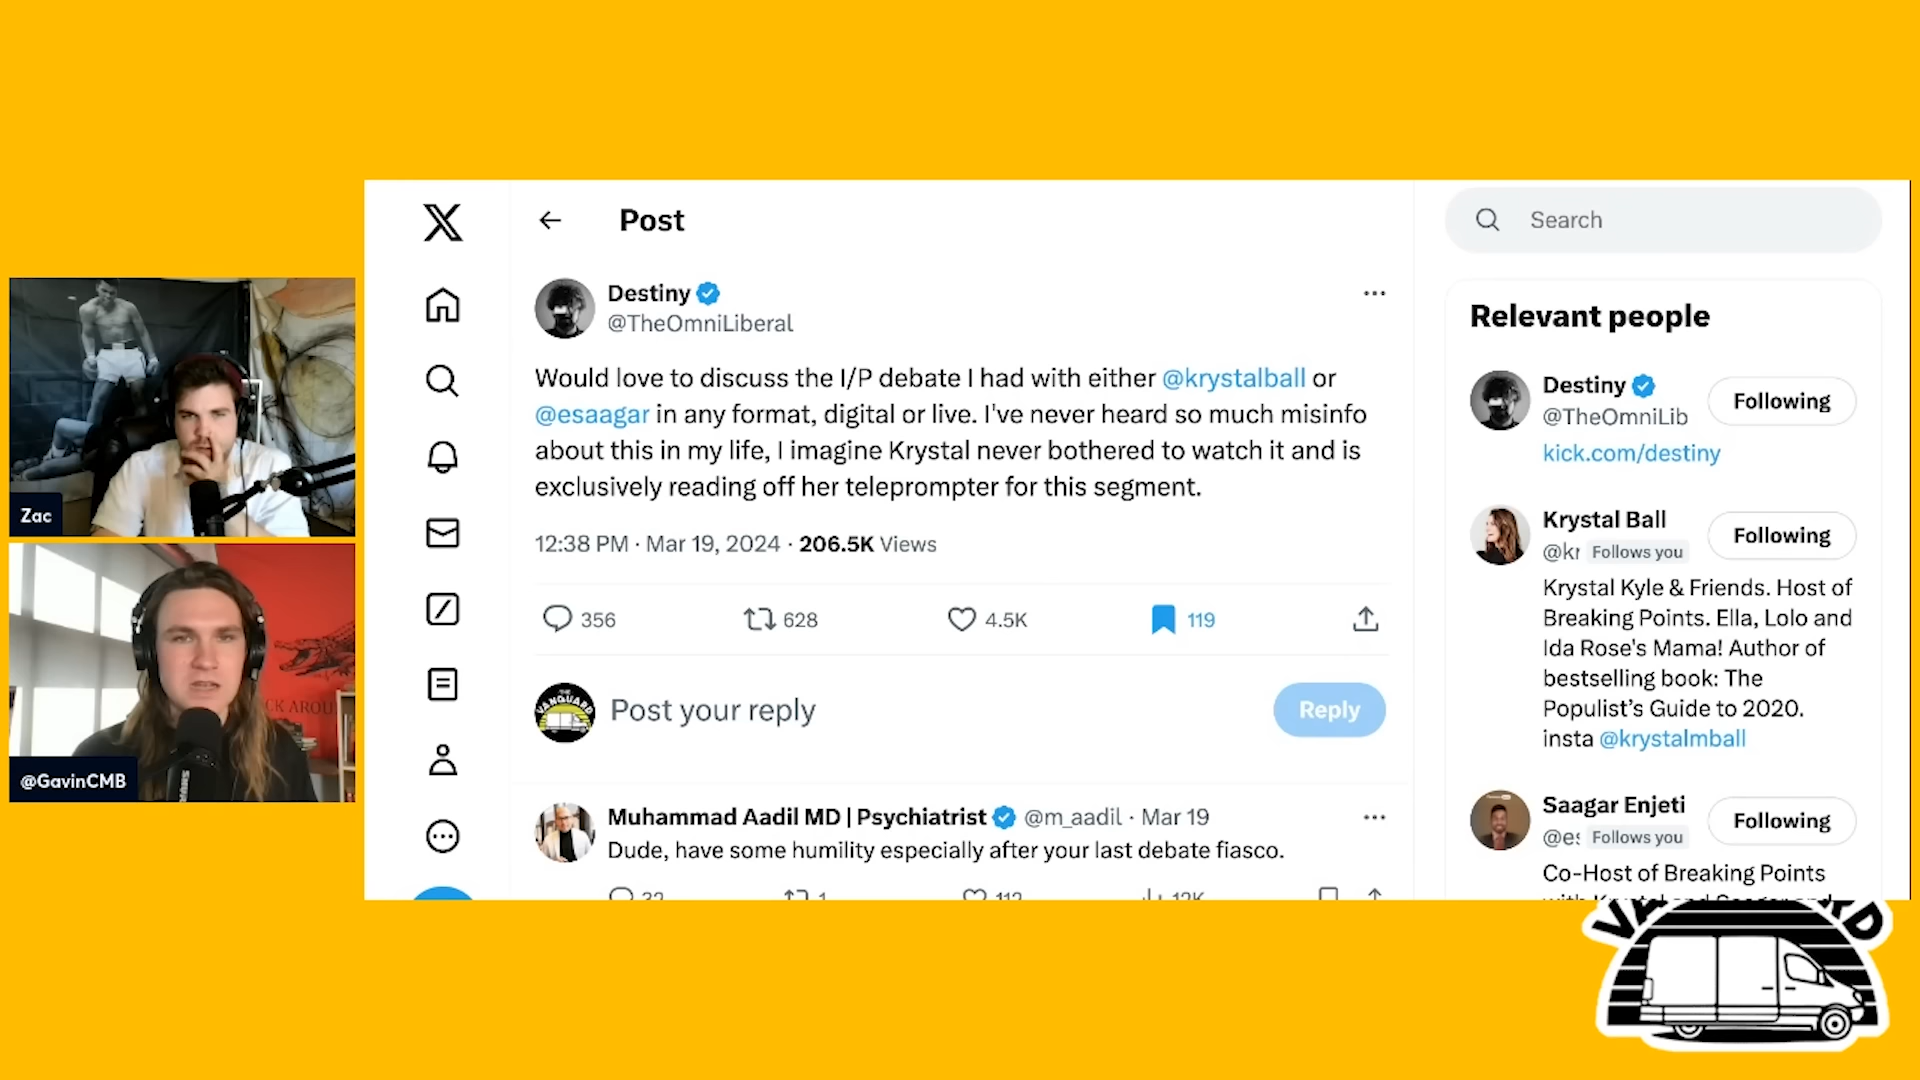 Post
Search
Destiny
@TheOmniLiberal
Would love to discuss the I/P debate I had with either @krystalball or
@esaagar in any format, digital or live. I've never heard so much misinfo
about this in my life, I imagine Krystal never bothered to watch it and is
exclusively reading off her teleprompter for this segment.
12:38 PM · Mar 19, 2024 · 206.5K Views
356
628
4.5K
119
THE
VANGUARD
Post your reply
Reply
Muhammad Aadil MD | Psychiatrist @m_aadil · Mar 19
Dude, have some humility especially after your last debate fiasco.
Relevant people
Destiny
@TheOmniLib
Following
kick.com/destiny
Krystal Ball
@kr Follows you
Following
Krystal Kyle & Friends. Host of
Breaking Points. Ella, Lolo and
Ida Rose's Mama! Author of
bestselling book: The
Populist’s Guide to 2020.
insta @krystalmball
Saagar Enjeti
@es Follows you
Following
Co-Host of Breaking Points
Zac
CK AROU
@GavinCMB